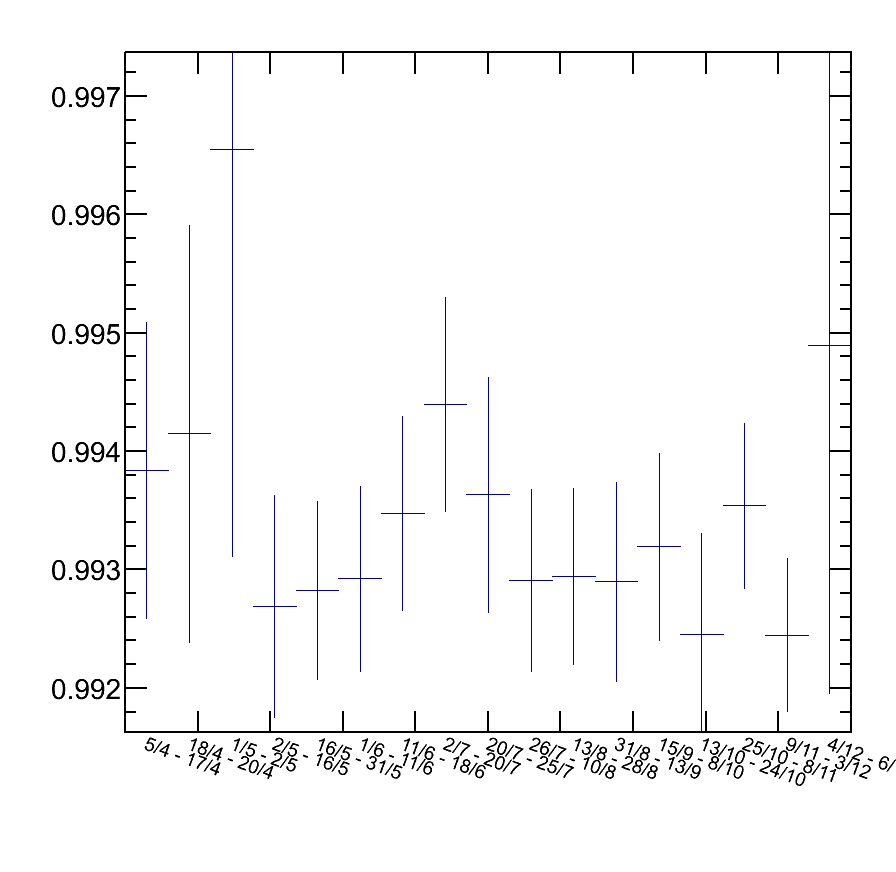 0.997
0.996
0.995
0.994
0.993
0.992
5/4 - 17/4
18/4 - 20/4
1/5 - 2/5
2/5 - 16/5
16/5 - 31/5
1/6 - 11/6
11/6 - 18/6
2/7 - 20/7
20/7 - 25/7
26/7 - 10/8
13/8 - 28/8
31/8 - 13/9
15/9 - 8/10
13/10 - 24/10
25/10 - 8/11
9/11 - 3/12
4/12 - 6/